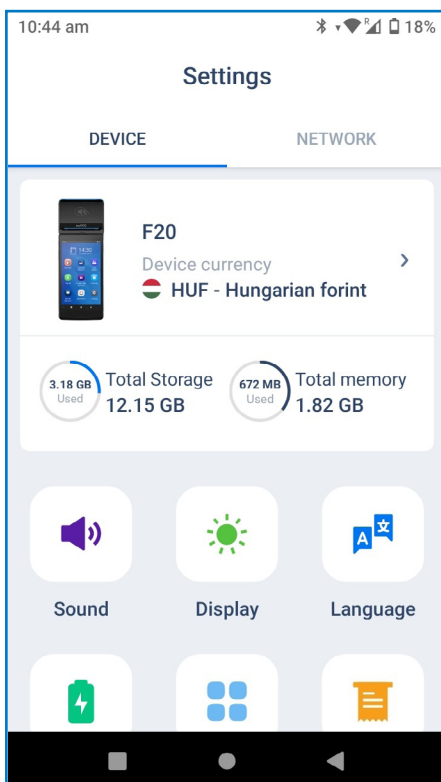 10:44 am R 18%
Settings
DEVICE NETWORK
F20
Device currency
HUF - Hungarian forint
3.18 GB Used Total Storage 12.15 GB
672 MB Used Total memory 1.82 GB
A 文
Sound Display Language